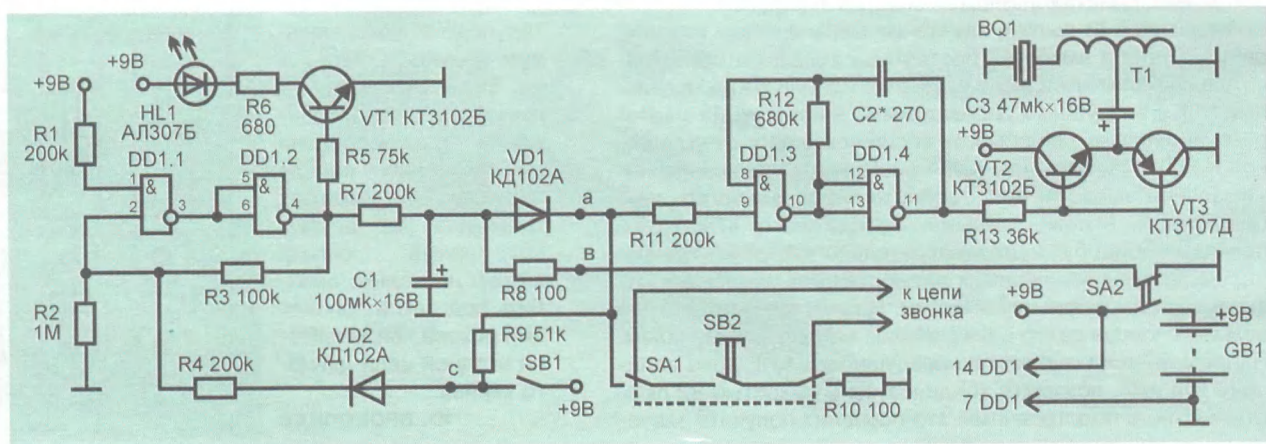 +9В
R1
200k
+9В
HL1
АЛ307Б
R6
680
VT1 КТ3102Б
DD1.1
1
2
&
3
DD1.2
5
6
&
4
R5 75k
R7 200k
VD1
КД102А
a
R2
1М
R3 100k
C1
100мк×16В
+
R8 100
в
R4 200k
VD2
КД102А
R9 51k
c
SB1
+9В
R11 200k
DD1.3
8
9
&
10
R12
680k
C2* 270
DD1.4
12
13
&
11
BQ1
T1
C3 47мк×16В
+
+9В
VT2
КТ3102Б
VT3
КТ3107Д
R13 36k
SA1
SB2
R10 100
к цепи
звонка
+9В
SA2
+9В
GB1
14 DD1
7 DD1